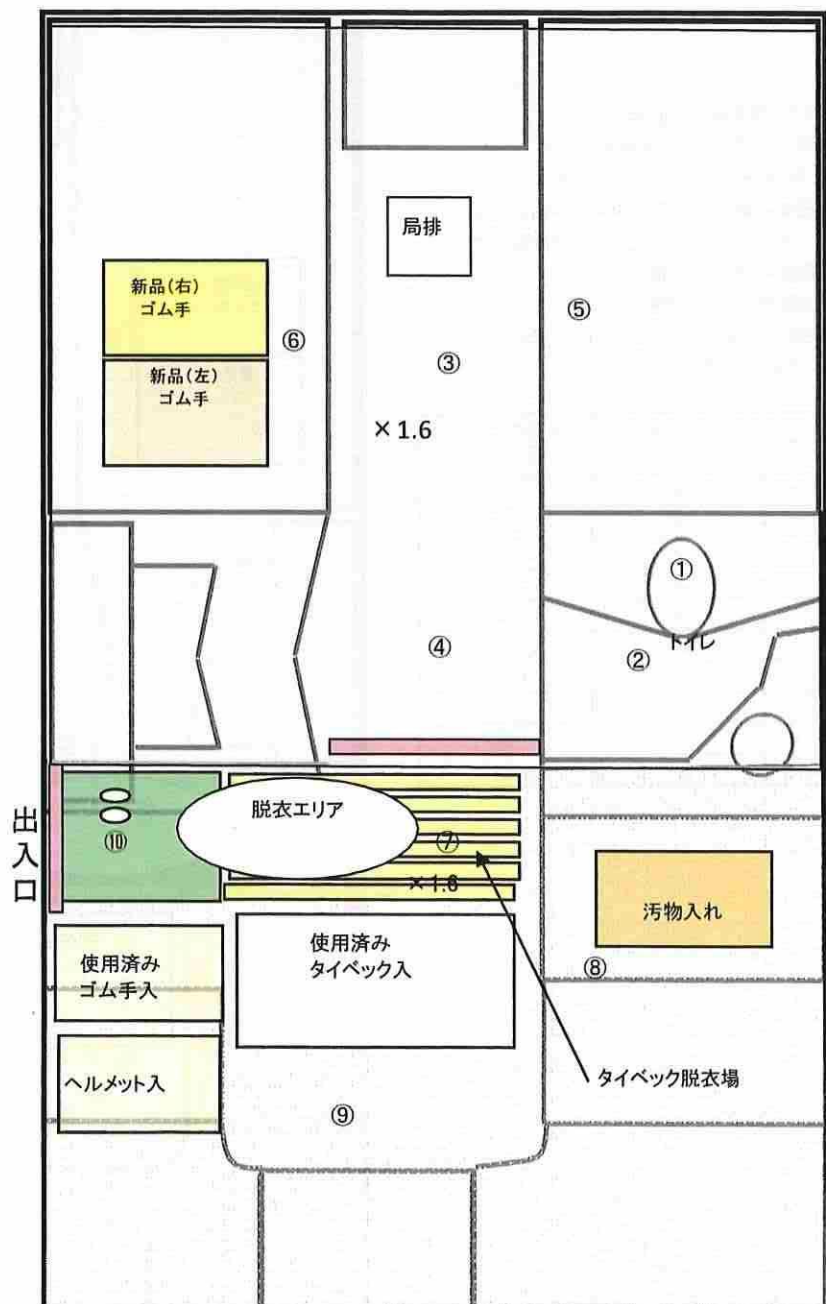 局排
新品(右)
ゴム手
⑥
新品(左)
ゴム手
③
⑤
×1.6
①
④
②
トイレ
出入口
⑩
脱衣エリア
⑦
×1.6
使用済み
ゴム手入
使用済み
タイベック入
汚物入れ
⑧
ヘルメット入
タイベック脱衣場
⑨